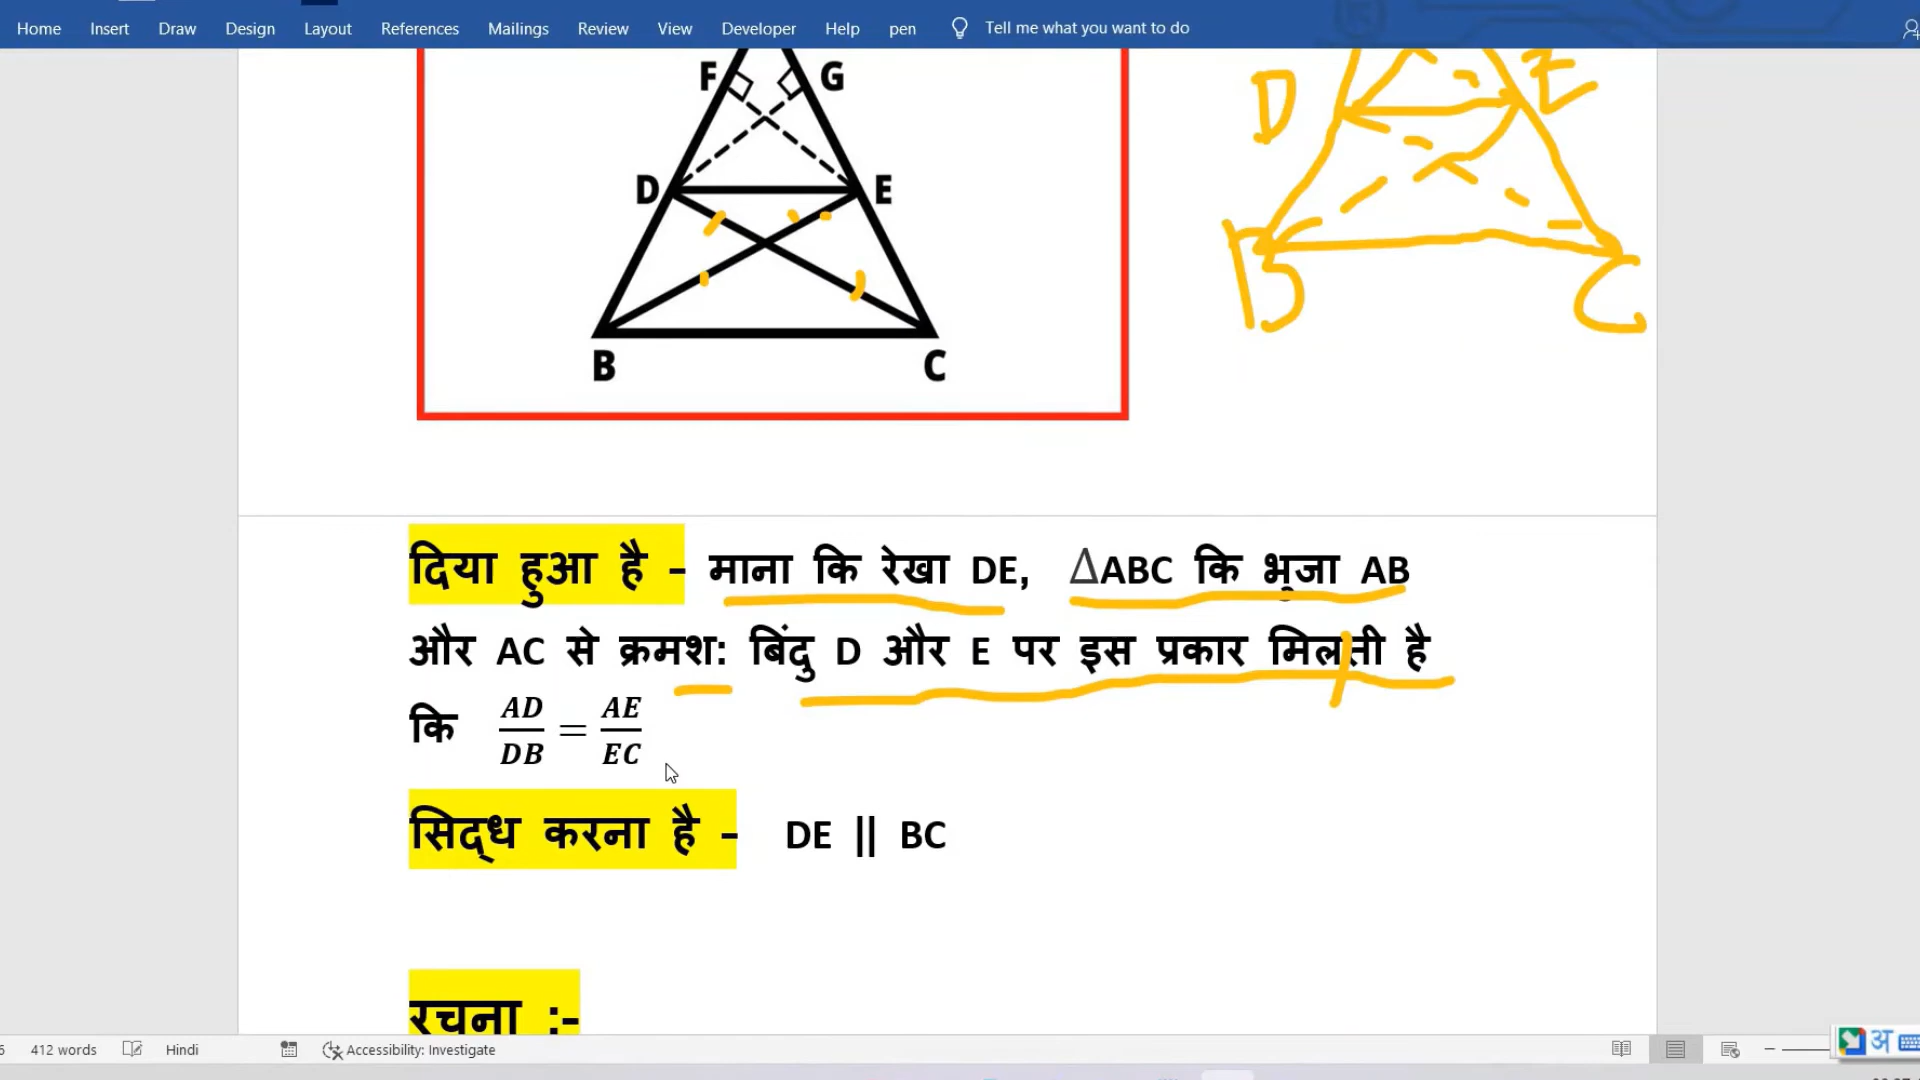 Home Insert Draw Design Layout References Mailings Review View Developer Help pen Tell me what you want to do
F G
D E
D E
B C
B C
दिया हुआ है - माना कि रेखा DE, ΔABC कि भुजा AB
और AC से क्रमश: बिंदु D और E पर इस प्रकार मिलती है
कि AD/DB = AE/EC
सिद्ध करना है - DE || BC
रचना :-
6 412 words Hindi Accessibility: Investigate अ